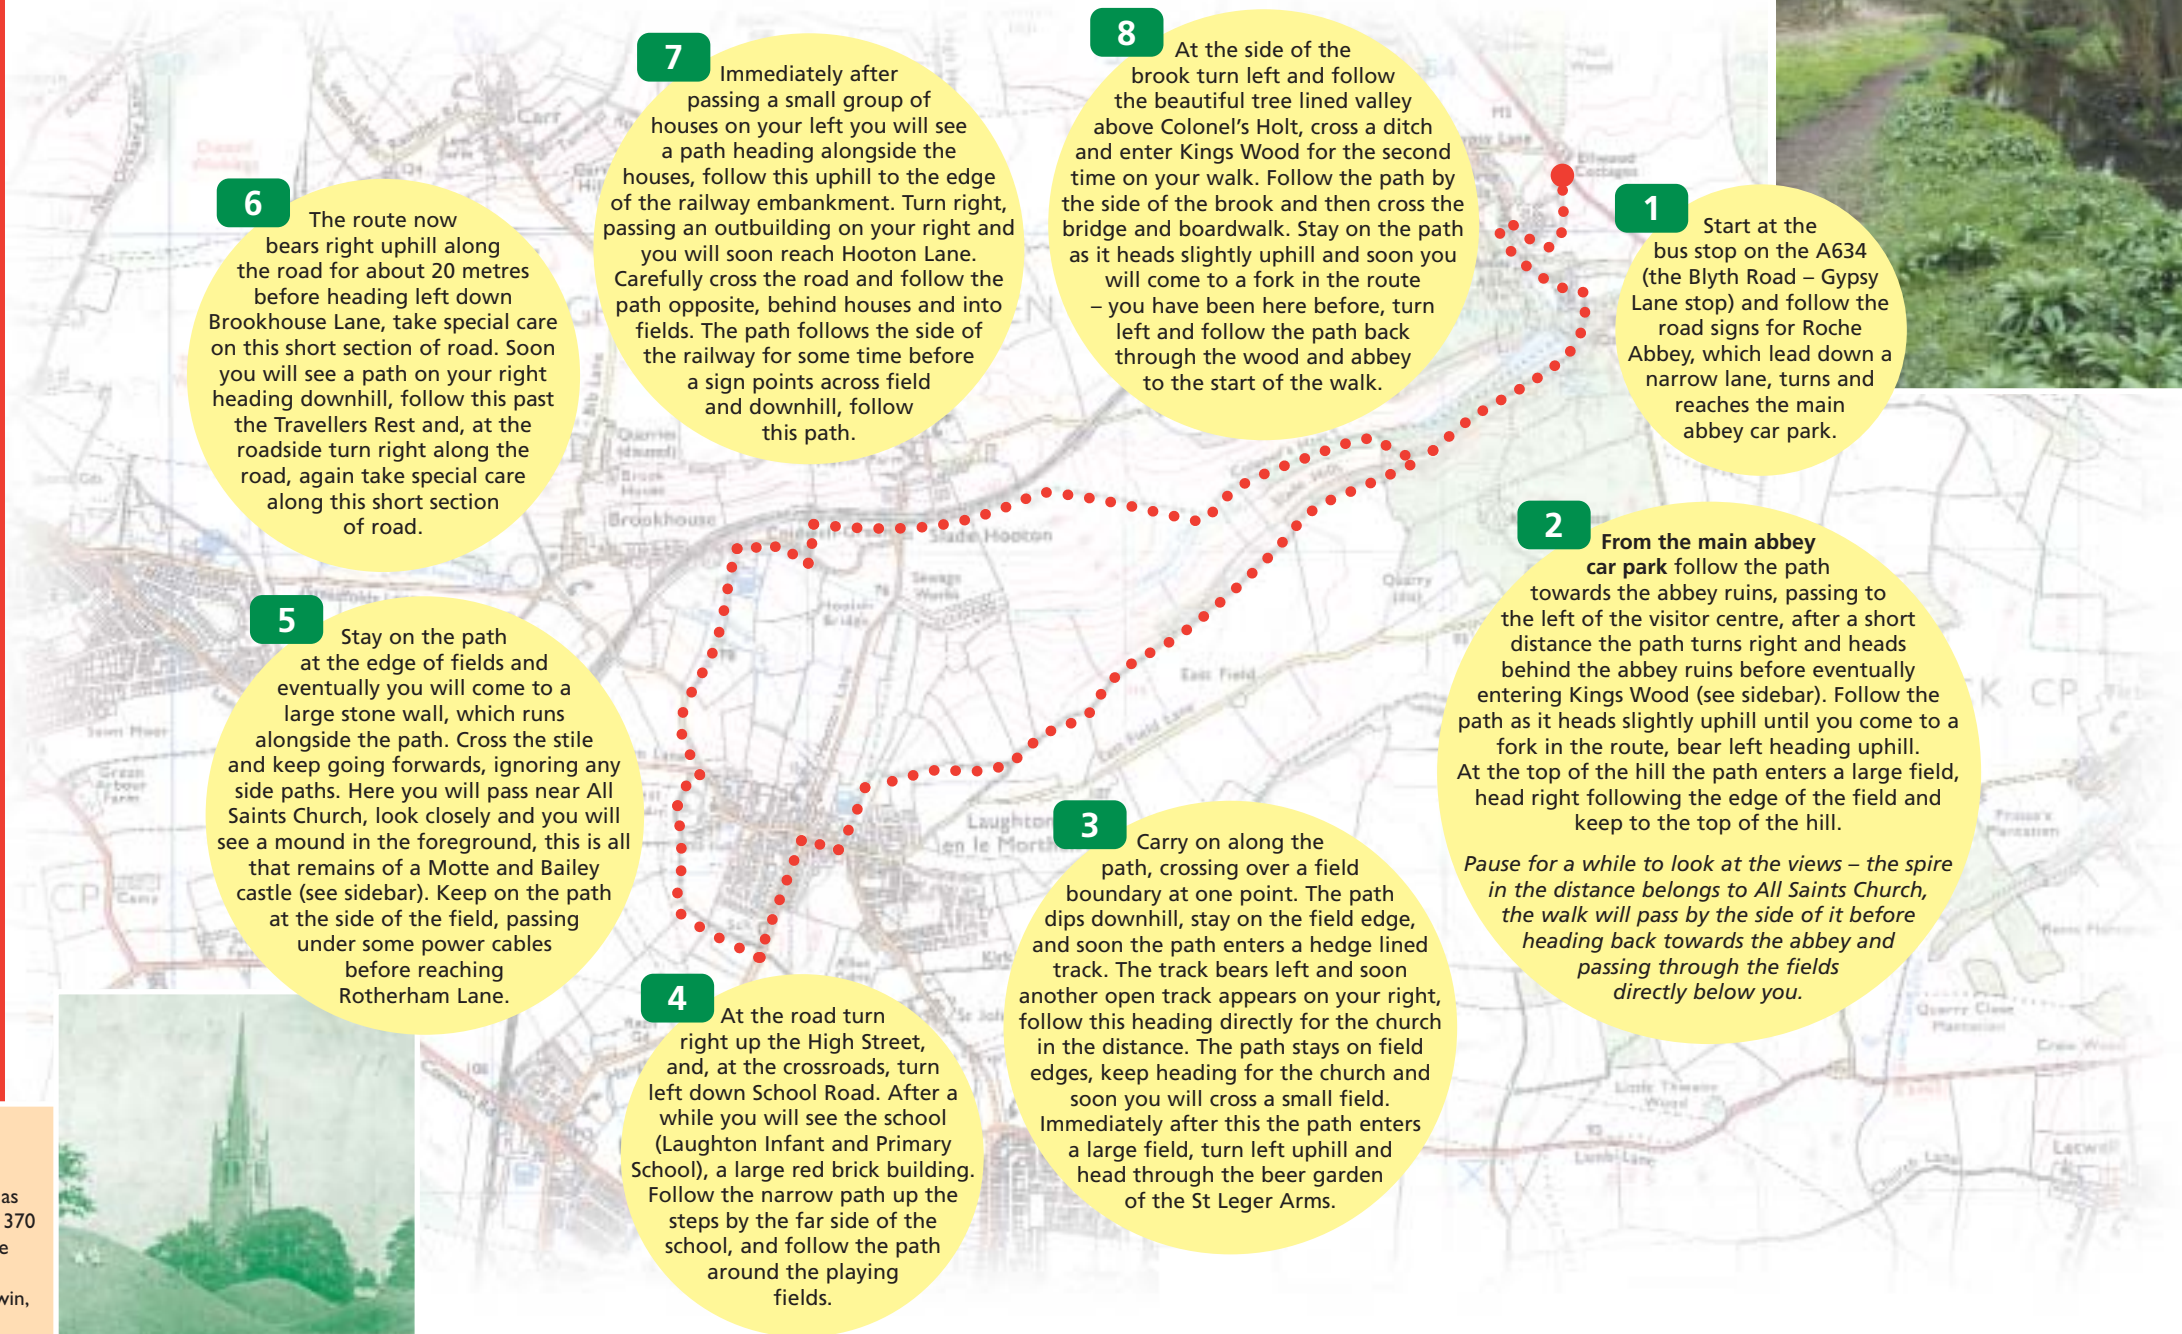 1
Start at the
bus stop on the A634
(the Blyth Road – Gypsy
Lane stop) and follow the
road signs for Roche
Abbey, which lead down a
narrow lane, turns and
reaches the main
abbey car park.
2
From the main abbey
car park follow the path
towards the abbey ruins, passing to
the left of the visitor centre, after a short
distance the path turns right and heads
behind the abbey ruins before eventually
entering Kings Wood (see sidebar). Follow the
path as it heads slightly uphill until you come to a
fork in the route, bear left heading uphill.
At the top of the hill the path enters a large field,
head right following the edge of the field and
keep to the top of the hill.
Pause for a while to look at the views – the spire
in the distance belongs to All Saints Church,
the walk will pass by the side of it before
heading back towards the abbey and
passing through the fields
directly below you.
3
Carry on along the
path, crossing over a field
boundary at one point. The path
dips downhill, stay on the field edge,
and soon the path enters a hedge lined
track. The track bears left and soon
another open track appears on your right,
follow this heading directly for the church
in the distance. The path stays on field
edges, keep heading for the church and
soon you will cross a small field.
Immediately after this the path enters
a large field, turn left uphill and
head through the beer garden
of the St Leger Arms.
4
At the road turn
right up the High Street,
and, at the crossroads, turn
left down School Road. After a
while you will see the school
(Laughton Infant and Primary
School), a large red brick building.
Follow the narrow path up the
steps by the far side of the
school, and follow the path
around the playing
fields.
5
Stay on the path
at the edge of fields and
eventually you will come to a
large stone wall, which runs
alongside the path. Cross the stile
and keep going forwards, ignoring any
side paths. Here you will pass near All
Saints Church, look closely and you will
see a mound in the foreground, this is all
that remains of a Motte and Bailey
castle (see sidebar). Keep on the path
at the side of the field, passing
under some power cables
before reaching
Rotherham Lane.
6
The route now
bears right uphill along
the road for about 20 metres
before heading left down
Brookhouse Lane, take special care
on this short section of road. Soon
you will see a path on your right
heading downhill, follow this past
the Travellers Rest and, at the
roadside turn right along the
road, again take special care
along this short section
of road.
7
Immediately after
passing a small group of
houses on your left you will see
a path heading alongside the
houses, follow this uphill to the edge
of the railway embankment. Turn right,
passing an outbuilding on your right and
you will soon reach Hooton Lane.
Carefully cross the road and follow the
path opposite, behind houses and into
fields. The path follows the side of
the railway for some time before
a sign points across field
and downhill, follow
this path.
8
At the side of the
brook turn left and follow
the beautiful tree lined valley
above Colonel's Holt, cross a ditch
and enter Kings Wood for the second
time on your walk. Follow the path by
the side of the brook and then cross the
bridge and boardwalk. Stay on the path
as it heads slightly uphill and soon you
will come to a fork in the route
– you have been here before, turn
left and follow the path back
through the wood and abbey
to the start of the walk.
Carr
Brookhouse
Slade Hooton
Sewage
Works
Quarry
East Field
East Field Lane
Laughton
en le Morthen
CP
Lamb Lane
Church Lane
Letwell
Quarry Close
Plantation
Little Thwaite
Wood
as
370
e
win,